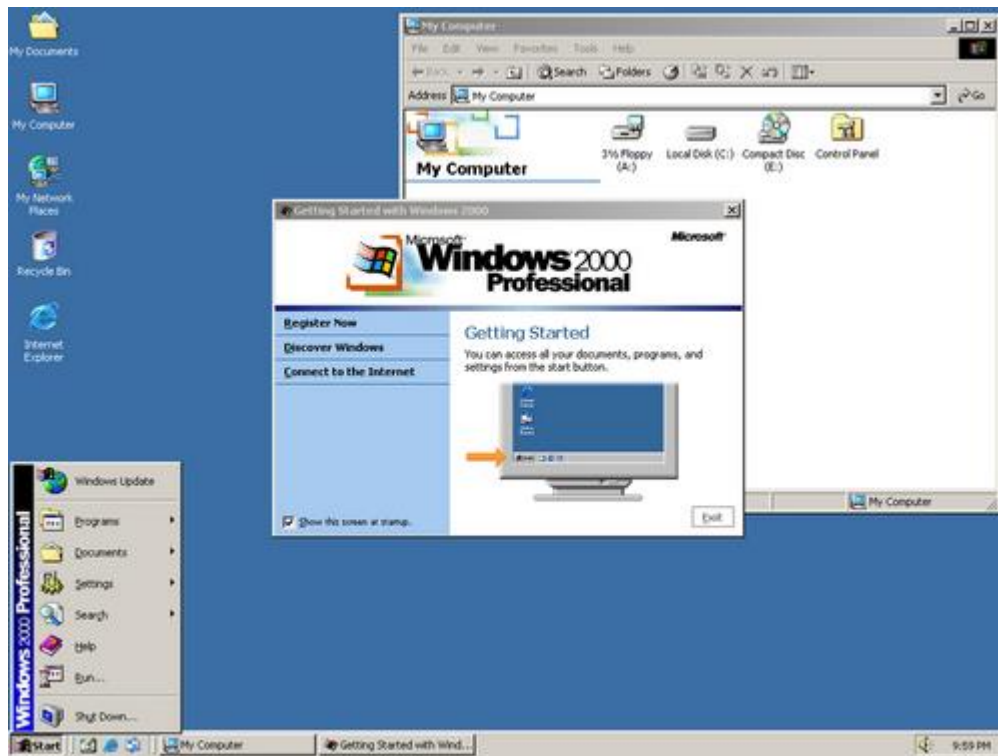 My Documents
My Computer
My Network
Places
Recycle Bin
Internet
Explorer
My Computer
File Edit View Favorites Tools Help
Back Search Folders
Address My Computer Go
My Computer
3½ Floppy
(A:)
Local Disk (C:)
Compact Disc
(E:)
Control Panel
My Computer
Getting Started with Windows 2000
Microsoft
Windows 2000
Professional
Microsoft
Register Now
Discover Windows
Connect to the Internet
Getting Started
You can access all your documents, programs, and
settings from the start button.
Show this screen at startup.
Exit
Windows 2000 Professional
Windows Update
Programs
Documents
Settings
Search
Help
Run...
Shut Down...
Start My Computer Getting Started with Wind... 9:59 PM